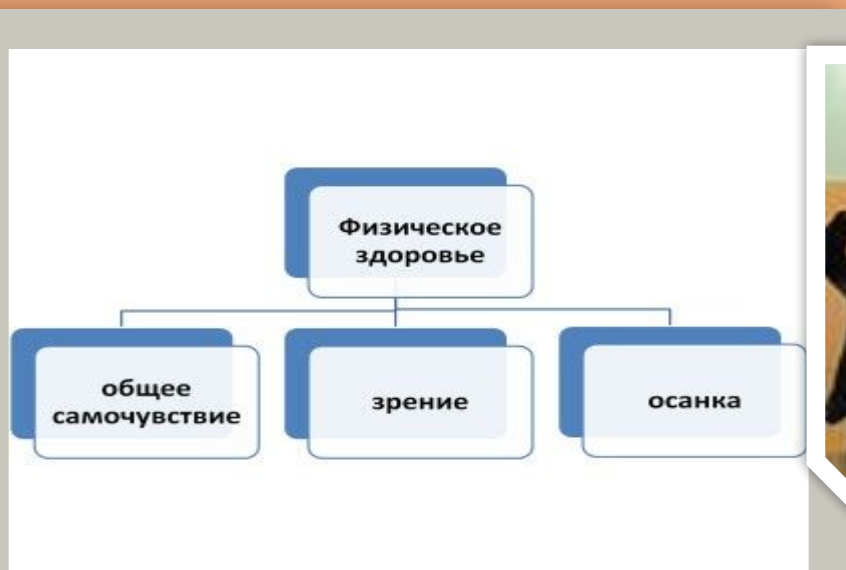 Физическое
здоровье
общее
самочувствие
зрение
осанка